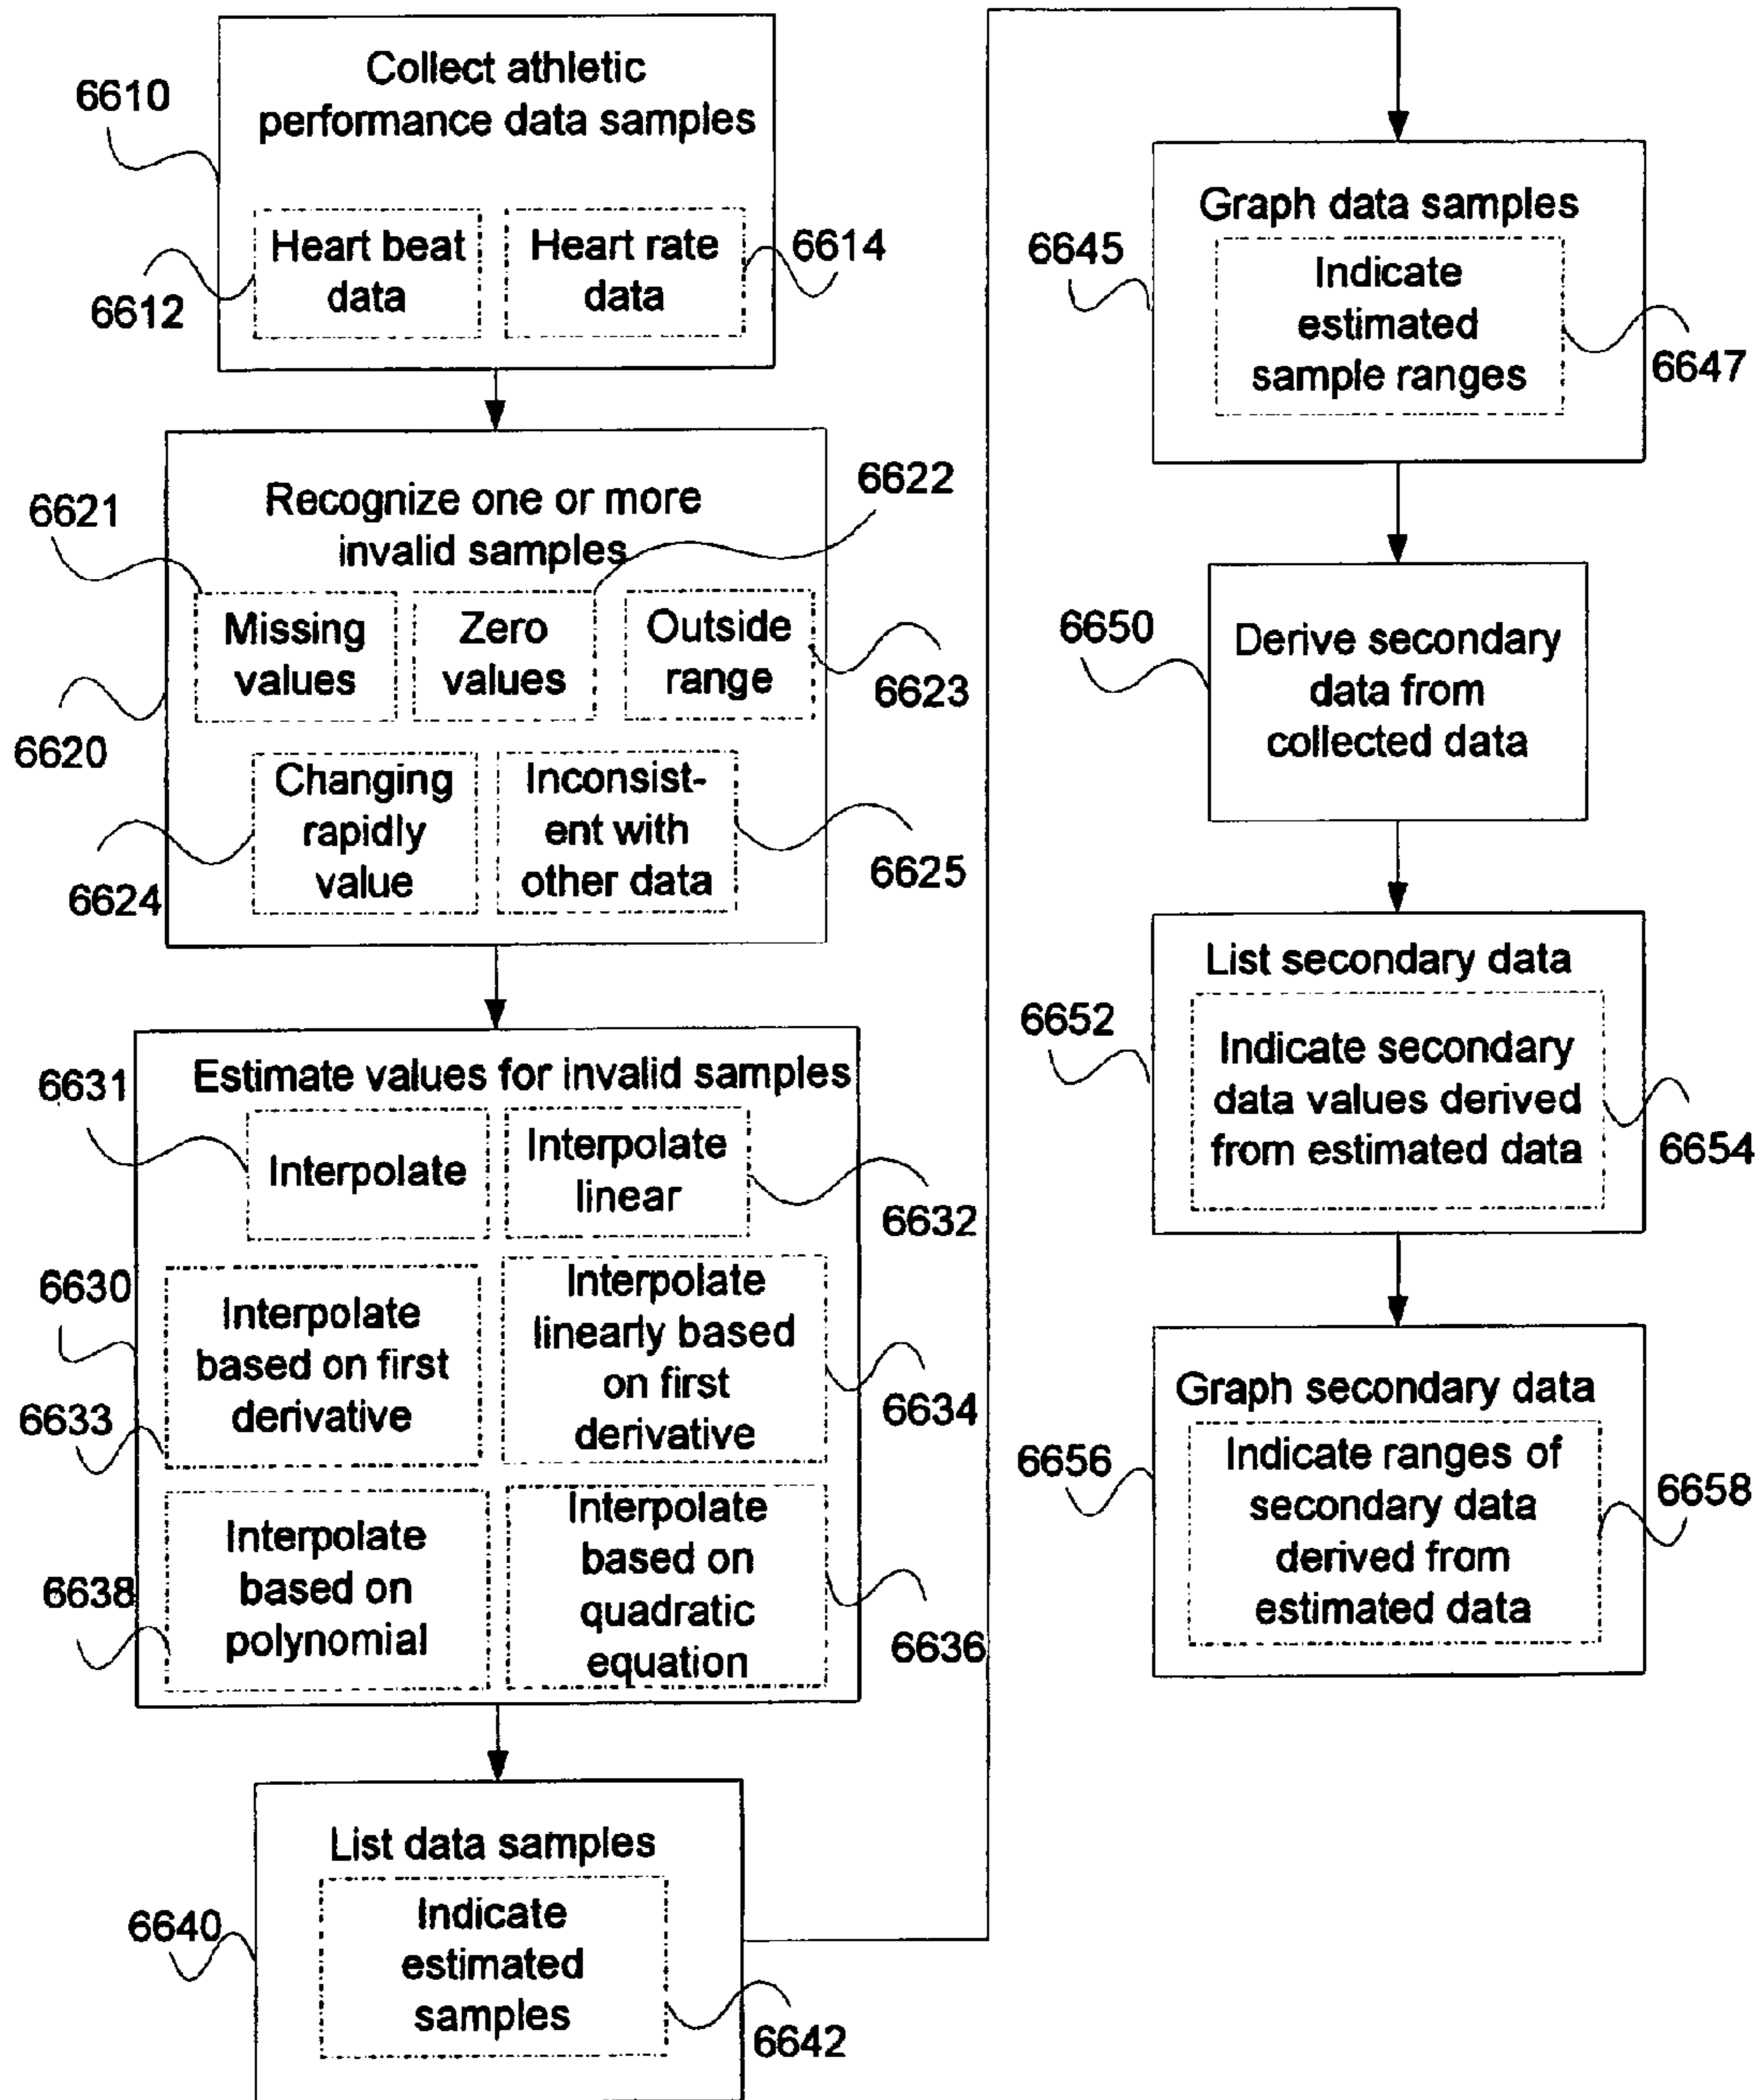 Collect athletic
performance data samples
6610
Heart beat
data
Heart rate
data
6612
6614
Recognize one or more
invalid samples
6620
6621
6622
Missing
values
Zero
values
Outside
range
6623
Changing
rapidly
value
Inconsist-
ent with
other data
6624
6625
Estimate values for invalid samples
6630
6631
Interpolate
Interpolate
linear
6632
Interpolate
based on first
derivative
6633
Interpolate
linearly based
on first
derivative
6634
Interpolate
based on
polynomial
6638
Interpolate
based on
quadratic
equation
6636
List data samples
6640
Indicate
estimated
samples
6642
Graph data samples
6645
Indicate
estimated
sample ranges
6647
6650
Derive secondary
data from
collected data
List secondary data
6652
Indicate secondary
data values derived
from estimated data
6654
Graph secondary data
6656
Indicate ranges of
secondary data
derived from
estimated data
6658